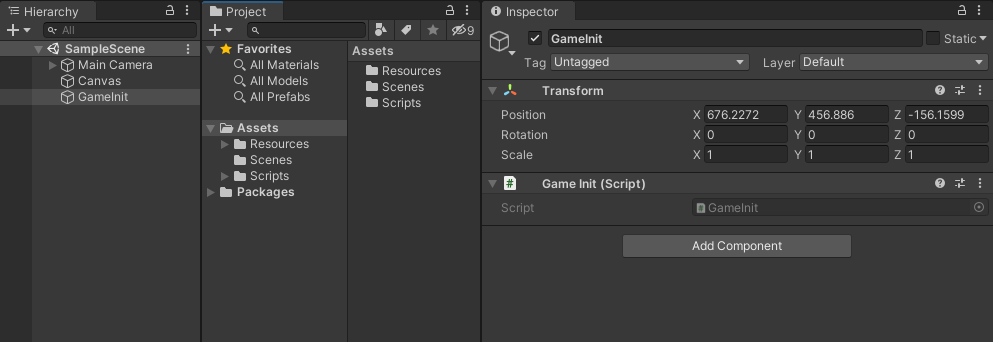 Hierarchy
All
SampleScene
Main Camera
Canvas
GameInit
Project
9
Favorites
All Materials
All Models
All Prefabs
Assets
Resources
Scenes
Scripts
Packages
Assets
Resources
Scenes
Scripts
Inspector
GameInit Static
Tag Untagged Layer Default
Transform
Position X 676.2272 Y 456.886 Z -156.1599
Rotation X 0 Y 0 Z 0
Scale X 1 Y 1 Z 1
# Game Init (Script)
Script GameInit
Add Component